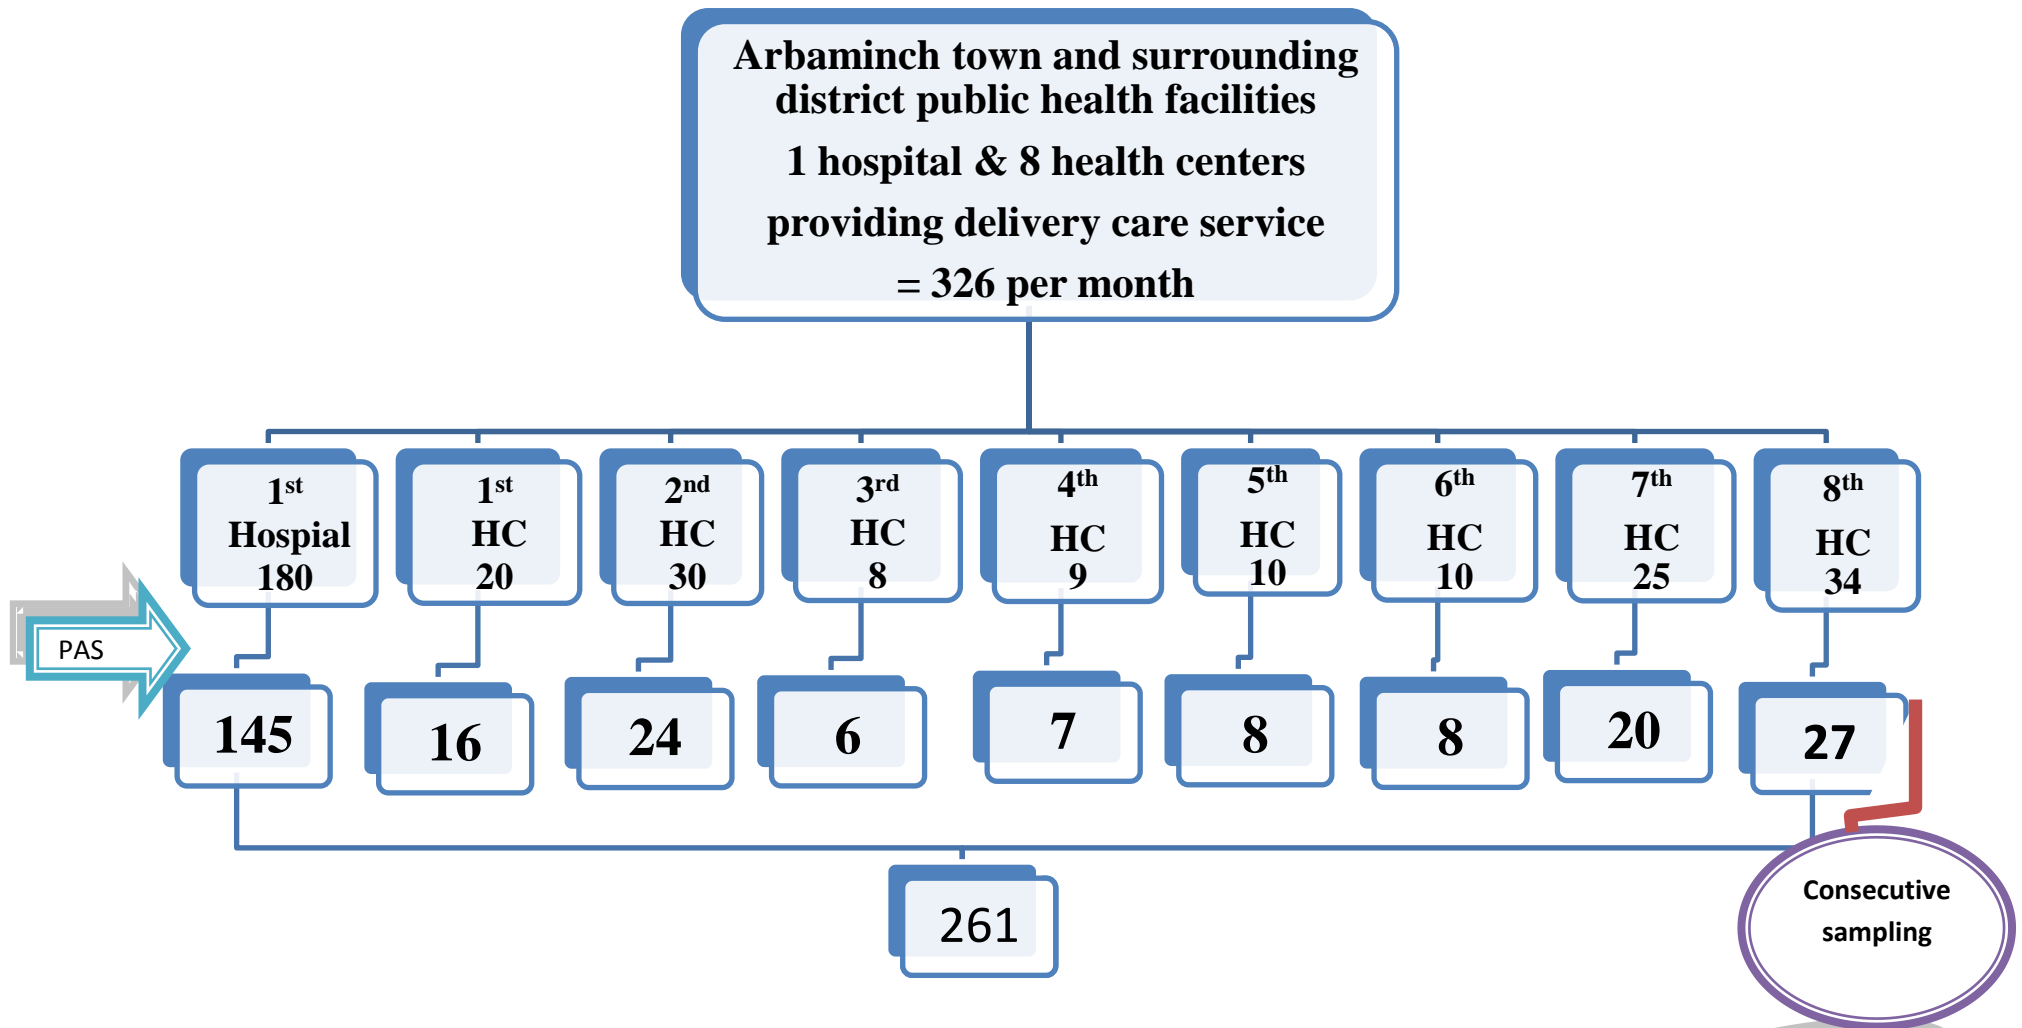 Arbaminch town and surrounding
district public health facilities
1 hospital & 8 health centers
providing delivery care service
= 326 per month
1st
Hospial
180
1st
HC
20
2nd
HC
30
3rd
HC
8
4th
HC
9
5th
HC
10
6th
HC
10
7th
HC
25
8th
HC
34
PAS
145
16
24
6
7
8
8
20
27
261
Consecutive
sampling